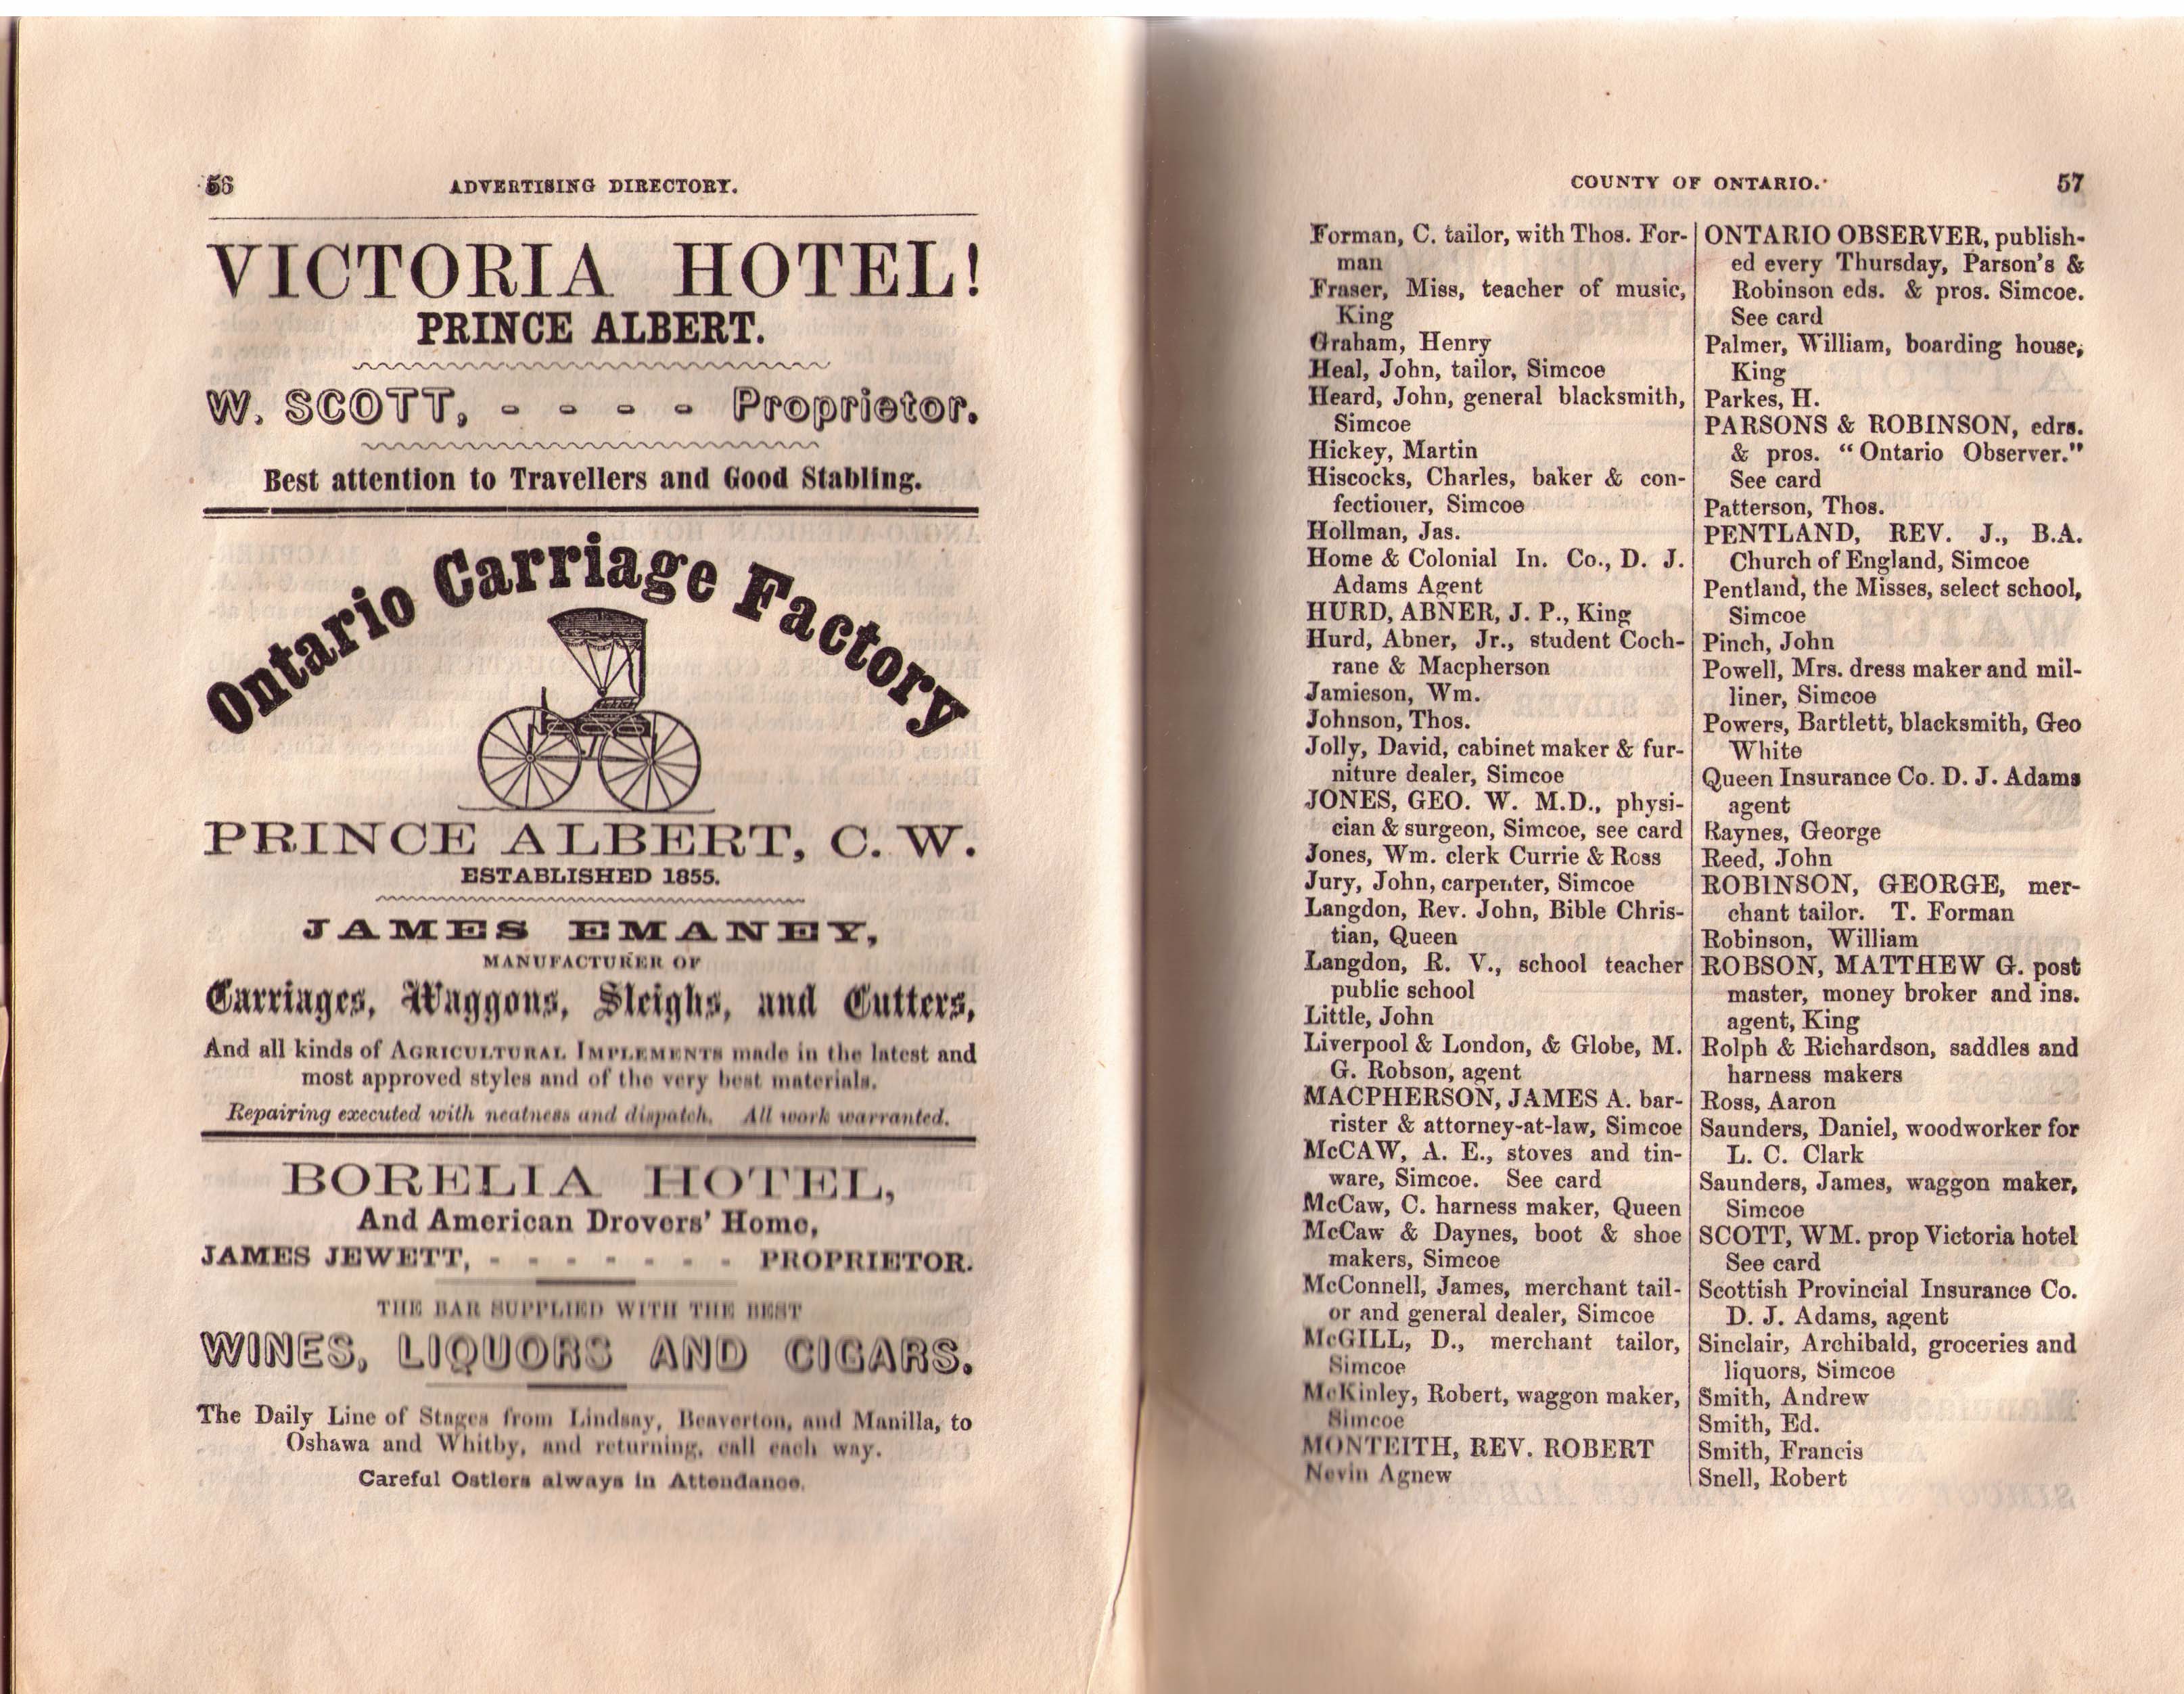 56
ADVERTISING DIRECTORY.
VICTORIA HOTEL!
PRINCE ALBERT.
W. SCOTT, - - - - Proprietor.
Best attention to Travellers and Good Stabling.
Ontario Carriage Factory
PRINCE ALBERT, C. W.
ESTABLISHED 1855.
JAMES EMANEY,
MANUFACTURER OF
Carriages, Waggons, Sleighs, and Cutters,
And all kinds of AGRICULTURAL IMPLEMENTS made in the latest and
most approved styles and of the very best materials.
Repairing executed with neatness and dispatch. All work warranted.
BORELIA HOTEL,
And American Drovers' Home,
JAMES JEWETT, - - - - - - - PROPRIETOR.
THE BAR SUPPLIED WITH THE BEST
WINES, LIQUORS AND CIGARS.
The Daily Line of Stages from Lindsay, Beaverton, and Manilla, to
Oshawa and Whitby, and returning, call each way.
Careful Ostlers always in Attendance.
COUNTY OF ONTARIO.
57
Forman, C. tailor, with Thos. For-
man
Fraser, Miss, teacher of music,
King
Graham, Henry
Heal, John, tailor, Simcoe
Heard, John, general blacksmith,
Simcoe
Hickey, Martin
Hiscocks, Charles, baker & con-
fectioner, Simcoe
Hollman, Jas.
Home & Colonial In. Co., D. J.
Adams Agent
HURD, ABNER, J. P., King
Hurd, Abner, Jr., student Coch-
rane & Macpherson
Jamieson, Wm.
Johnson, Thos.
Jolly, David, cabinet maker & fur-
niture dealer, Simcoe
JONES, GEO. W. M.D., physi-
cian & surgeon, Simcoe, see card
Jones, Wm. clerk Currie & Ross
Jury, John, carpenter, Simcoe
Langdon, Rev. John, Bible Chris-
tian, Queen
Langdon, R. V., school teacher
public school
Little, John
Liverpool & London, & Globe, M.
G. Robson, agent
MACPHERSON, JAMES A. bar-
rister & attorney-at-law, Simcoe
McCAW, A. E., stoves and tin-
ware, Simcoe. See card
McCaw, C. harness maker, Queen
McCaw & Daynes, boot & shoe
makers, Simcoe
McConnell, James, merchant tail-
or and general dealer, Simcoe
McGILL, D., merchant tailor,
Simcoe
McKinley, Robert, waggon maker,
Simcoe
MONTEITH, REV. ROBERT
Nevin Agnew
ONTARIO OBSERVER, publish-
ed every Thursday, Parson's &
Robinson eds. & pros. Simcoe.
See card
Palmer, William, boarding house,
King
Parkes, H.
PARSONS & ROBINSON, edrs.
& pros. "Ontario Observer."
See card
Patterson, Thos.
PENTLAND, REV. J., B.A.
Church of England, Simcoe
Pentland, the Misses, select school,
Simcoe
Pinch, John
Powell, Mrs. dress maker and mil-
liner, Simcoe
Powers, Bartlett, blacksmith, Geo
White
Queen Insurance Co. D. J. Adams
agent
Raynes, George
Reed, John
ROBINSON, GEORGE, mer-
chant tailor. T. Forman
Robinson, William
ROBSON, MATTHEW G. post
master, money broker and ins.
agent, King
Rolph & Richardson, saddles and
harness makers
Ross, Aaron
Saunders, Daniel, woodworker for
L. C. Clark
Saunders, James, waggon maker,
Simcoe
SCOTT, WM. prop Victoria hotel
See card
Scottish Provincial Insurance Co.
D. J. Adams, agent
Sinclair, Archibald, groceries and
liquors, Simcoe
Smith, Andrew
Smith, Ed.
Smith, Francis
Snell, Robert